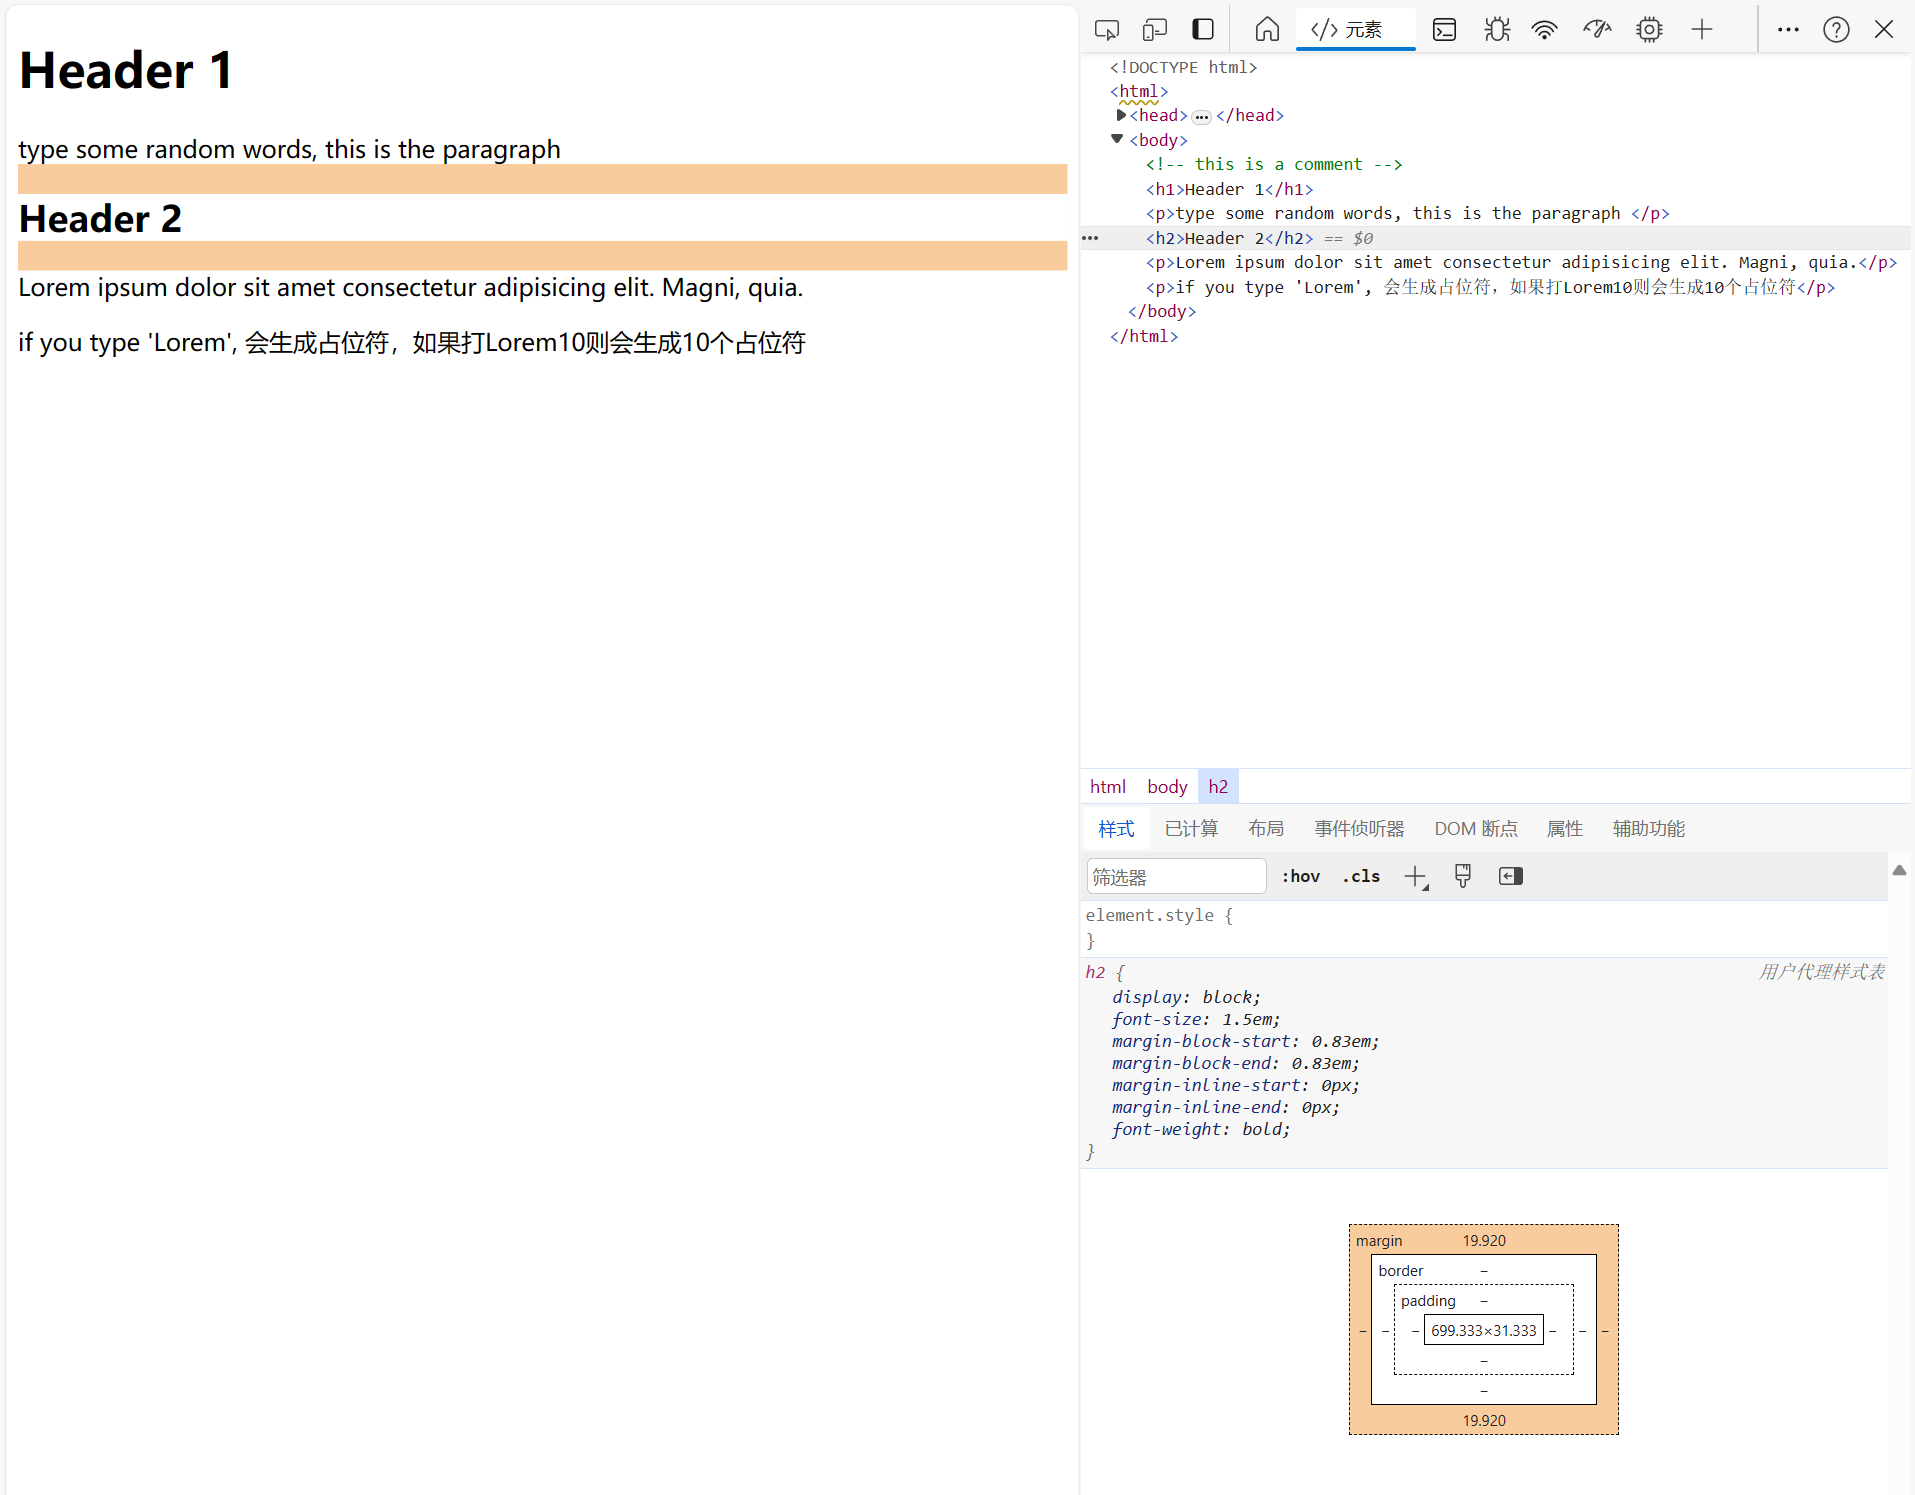 Header 1
type some random words, this is the paragraph
Header 2
Lorem ipsum dolor sit amet consectetur adipisicing elit. Magni, quia.
if you type 'Lorem', 会生成占位符，如果打Lorem10则会生成10个占位符
元素
<!DOCTYPE html>
<html>
<head>…</head>
<body>
<!-- this is a comment -->
<h1>Header 1</h1>
<p>type some random words, this is the paragraph </p>
<h2>Header 2</h2> == $0
<p>Lorem ipsum dolor sit amet consectetur adipisicing elit. Magni, quia.</p>
<p>if you type 'Lorem', 会生成占位符，如果打Lorem10则会生成10个占位符</p>
</body>
</html>
html body h2
样式 已计算 布局 事件侦听器 DOM 断点 属性 辅助功能
筛选器 :hov .cls
element.style {
}
h2 { 用户代理样式表
display: block;
font-size: 1.5em;
margin-block-start: 0.83em;
margin-block-end: 0.83em;
margin-inline-start: 0px;
margin-inline-end: 0px;
font-weight: bold;
}
margin 19.920
border –
padding –
– – – 699.333×31.333 – – –
–
–
19.920